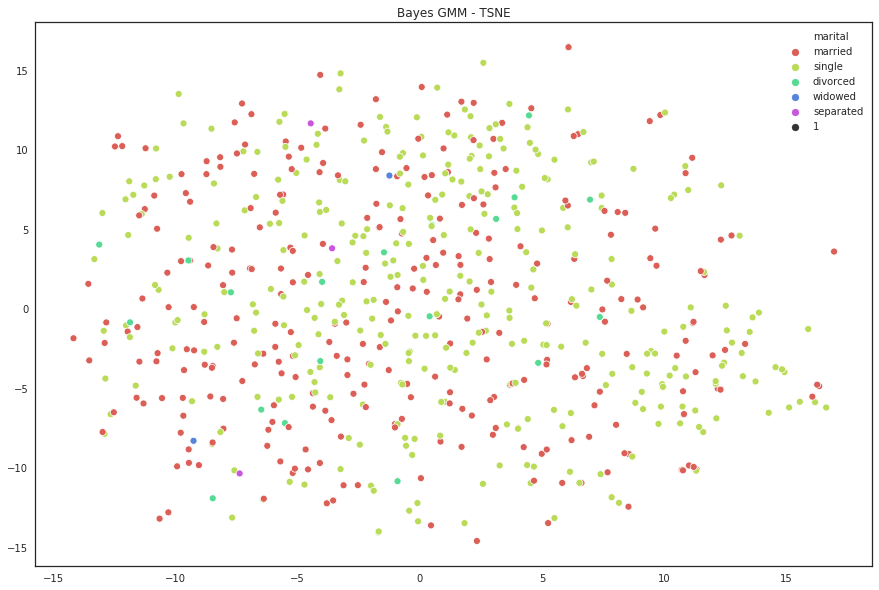 Bayes GMM - TSNE
marital
married
single
divorced
widowed
separated
1
15
10
5
0
−5
−10
−15
−15 −10 −5 0 5 10 15